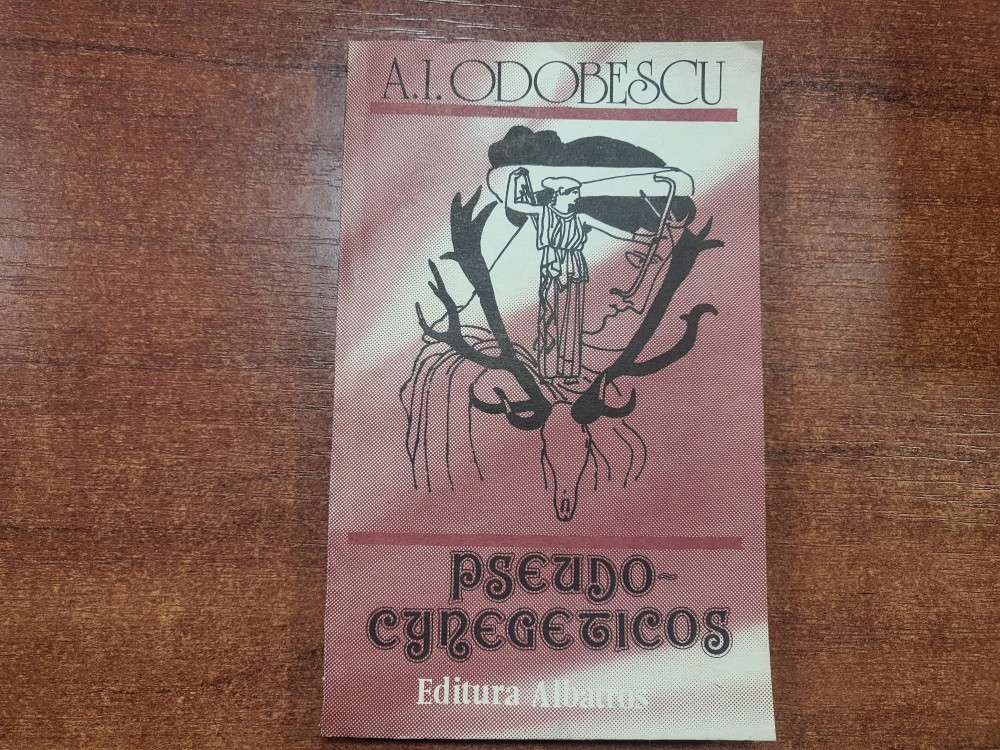 A.I. ODOBESCU
PSEUDO-
CYNEGETICOS
Editura Albatros